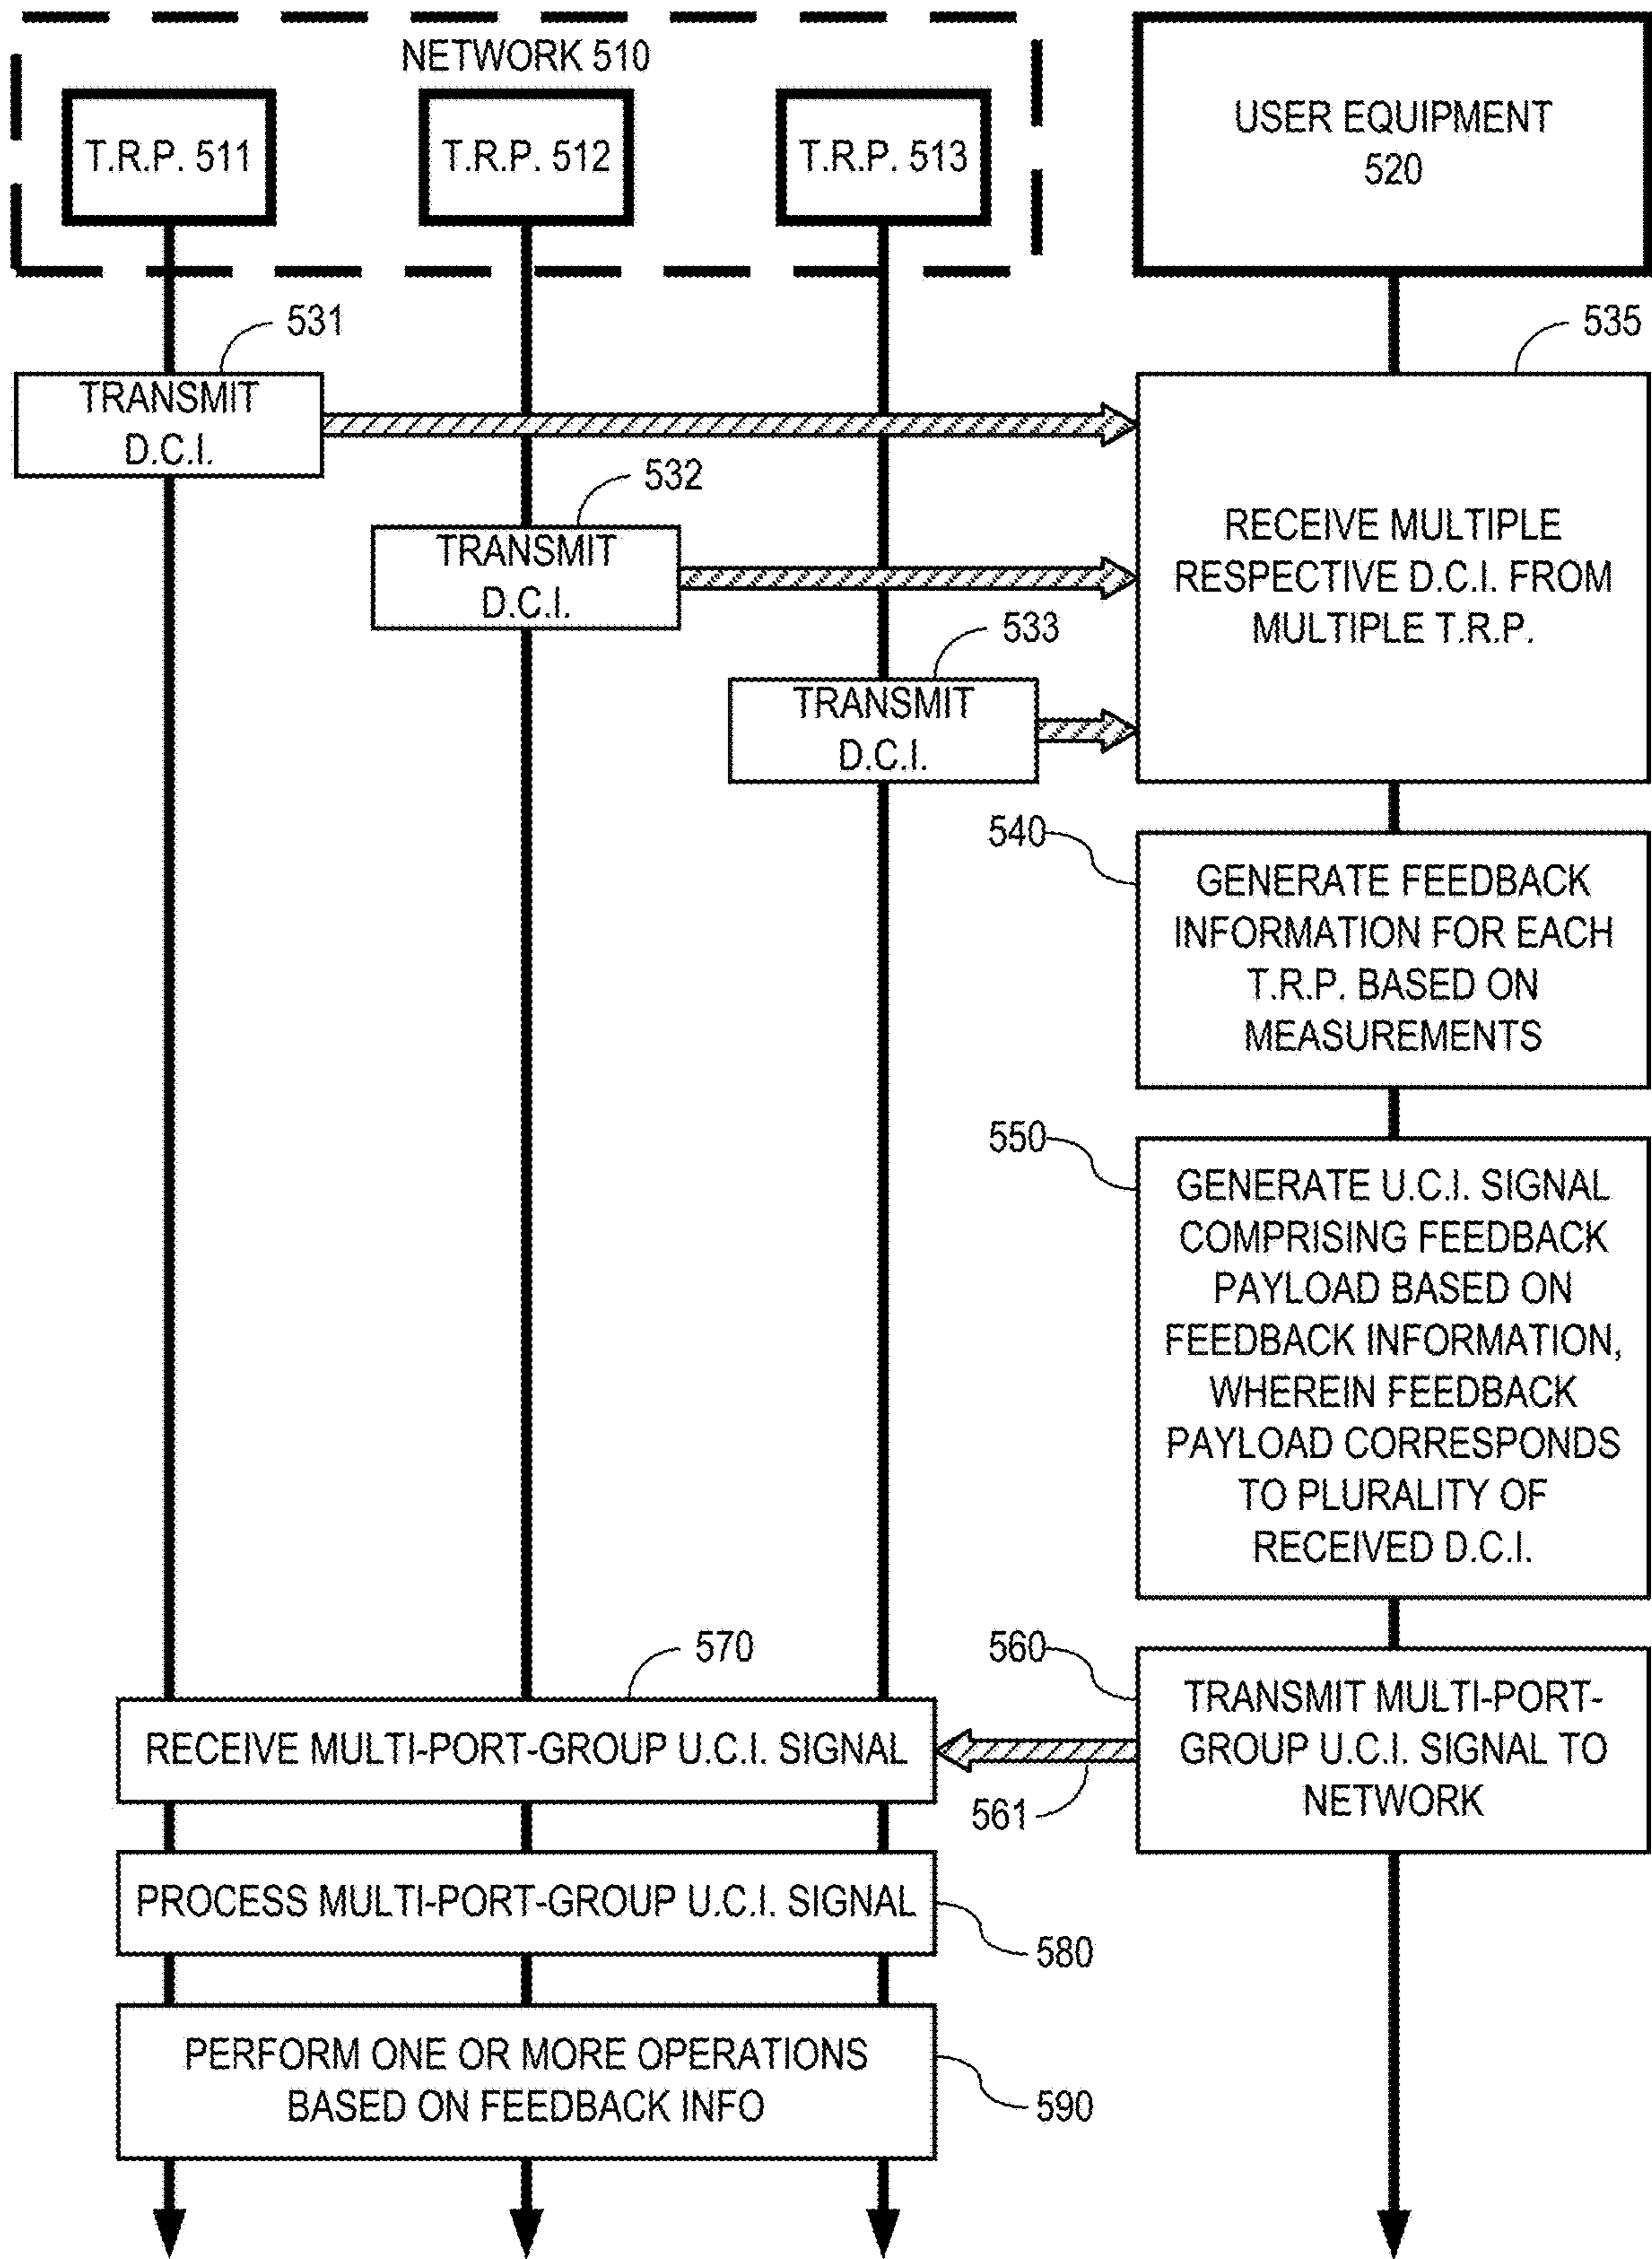 NETWORK 510
T.R.P. 511
T.R.P. 512
T.R.P. 513
USER EQUIPMENT
520
531
535
TRANSMIT
D.C.I.
532
TRANSMIT
D.C.I.
RECEIVE MULTIPLE
RESPECTIVE D.C.I. FROM
MULTIPLE T.R.P.
533
TRANSMIT
D.C.I.
540
GENERATE FEEDBACK
INFORMATION FOR EACH
T.R.P. BASED ON
MEASUREMENTS
550
GENERATE U.C.I. SIGNAL
COMPRISING FEEDBACK
PAYLOAD BASED ON
FEEDBACK INFORMATION,
WHEREIN FEEDBACK
PAYLOAD CORRESPONDS
TO PLURALITY OF
RECEIVED D.C.I.
570
560
RECEIVE MULTI-PORT-GROUP U.C.I. SIGNAL
TRANSMIT MULTI-PORT-
GROUP U.C.I. SIGNAL TO
NETWORK
561
PROCESS MULTI-PORT-GROUP U.C.I. SIGNAL
580
PERFORM ONE OR MORE OPERATIONS
BASED ON FEEDBACK INFO
590